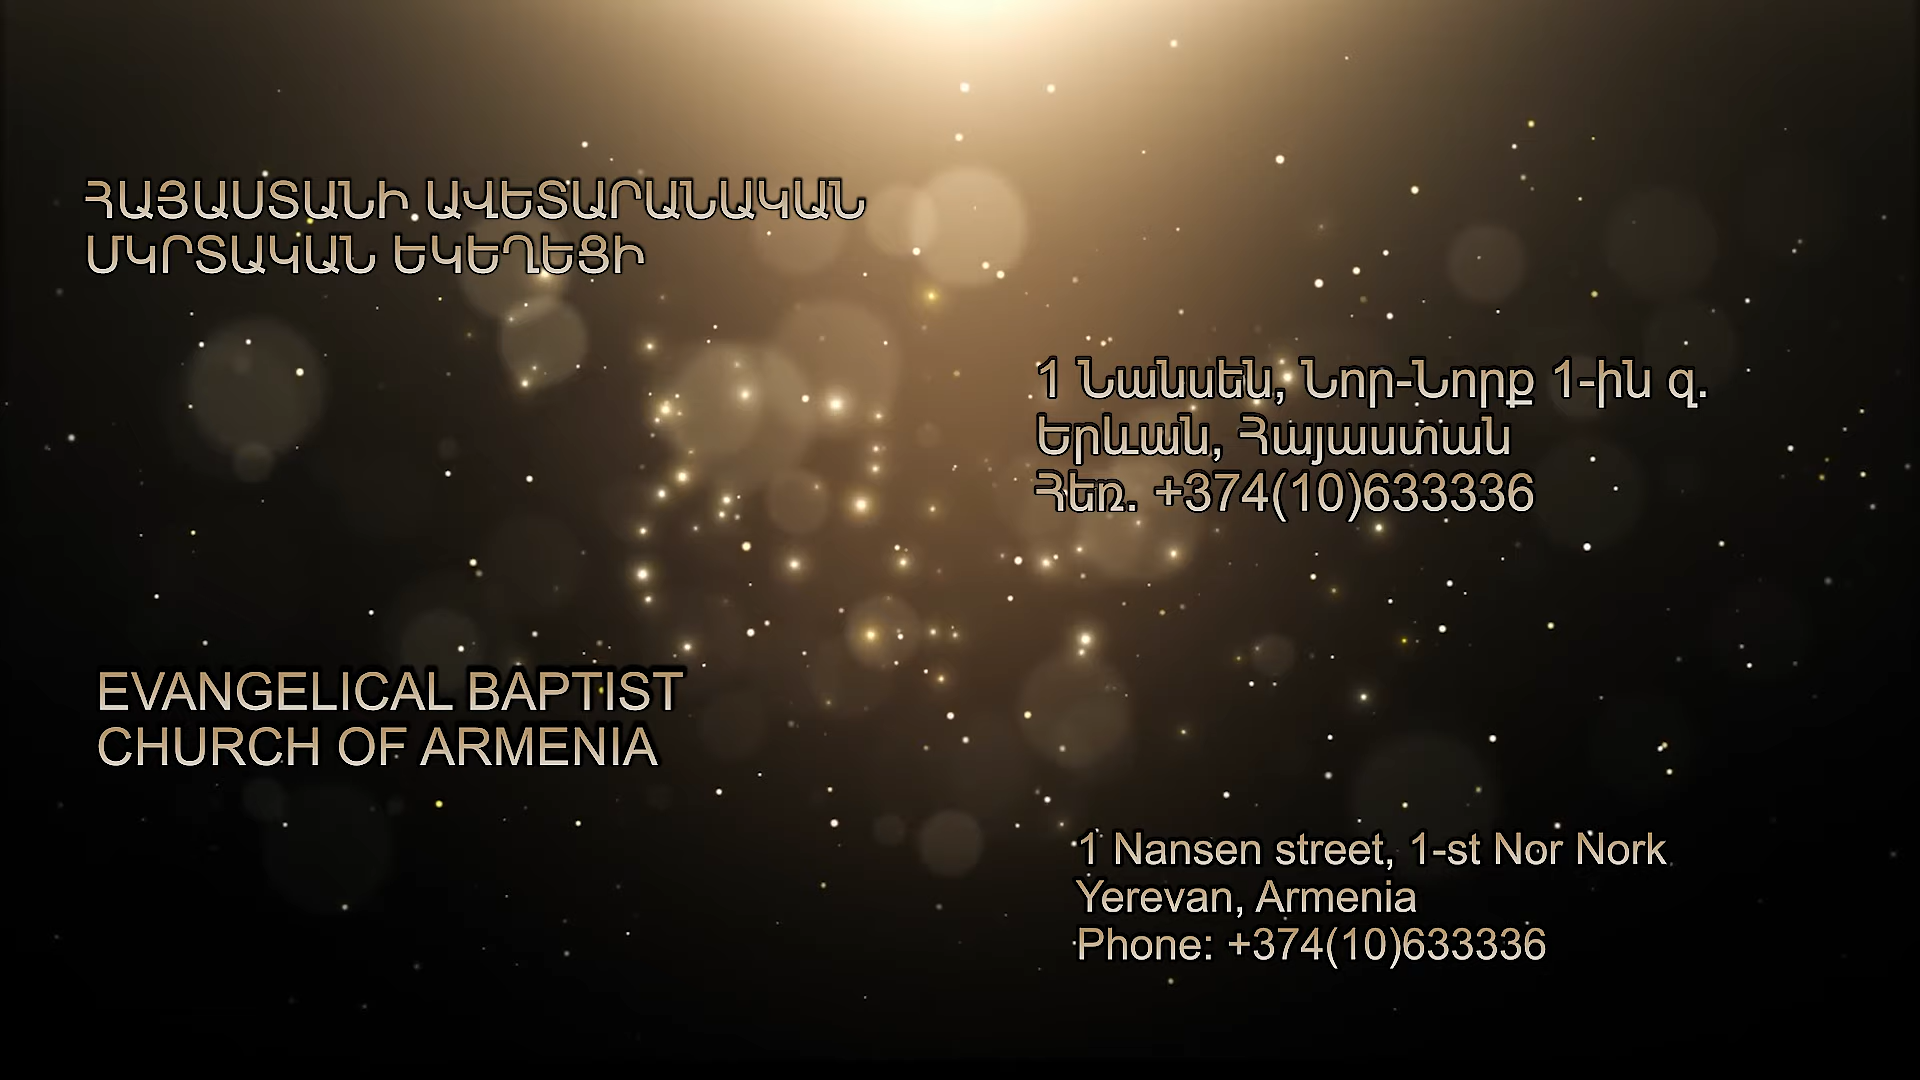 ՀԱՅԱՍՏԱՆԻ ԱՎԵՏԱՐԱՆԱԿԱՆ
ՄԿՐՏԱԿԱՆ ԵԿԵՂԵՑԻ
1 Նանսեն, Նոր-Նորք 1-ին զ.
Երևան, Հայաստան
Հեռ. +374(10)633336
EVANGELICAL BAPTIST
CHURCH OF ARMENIA
1 Nansen street, 1-st Nor Nork
Yerevan, Armenia
Phone: +374(10)633336